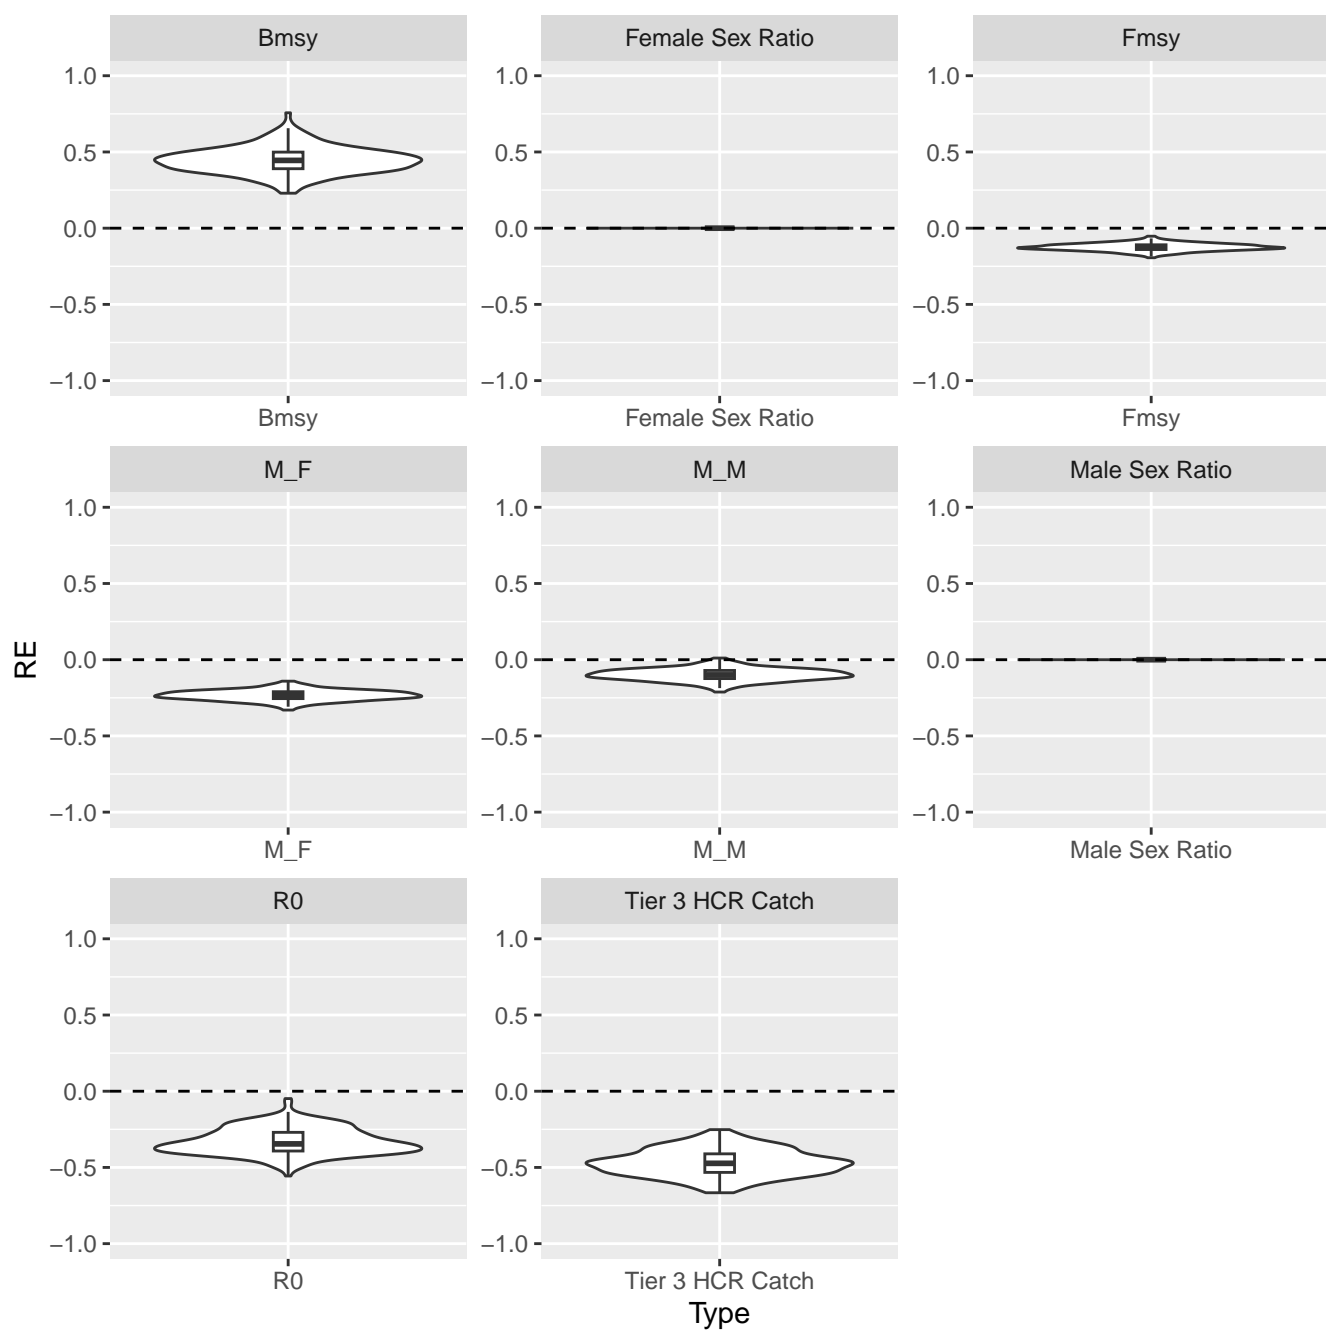 Bmsy Female Sex Ratio Fmsy
1.0 1.0 1.0
0.5 0.5 0.5
0.0 0.0 0.0
−0.5 −0.5 −0.5
−1.0 −1.0 −1.0
Bmsy Female Sex Ratio Fmsy
M_F M_M Male Sex Ratio
1.0 1.0 1.0
0.5 0.5 0.5
RE
0.0 0.0 0.0
−0.5 −0.5 −0.5
−1.0 −1.0 −1.0
M_F M_M Male Sex Ratio
R0 Tier 3 HCR Catch
1.0 1.0
0.5 0.5
0.0 0.0
−0.5 −0.5
−1.0 −1.0
R0 Tier 3 HCR Catch
Type